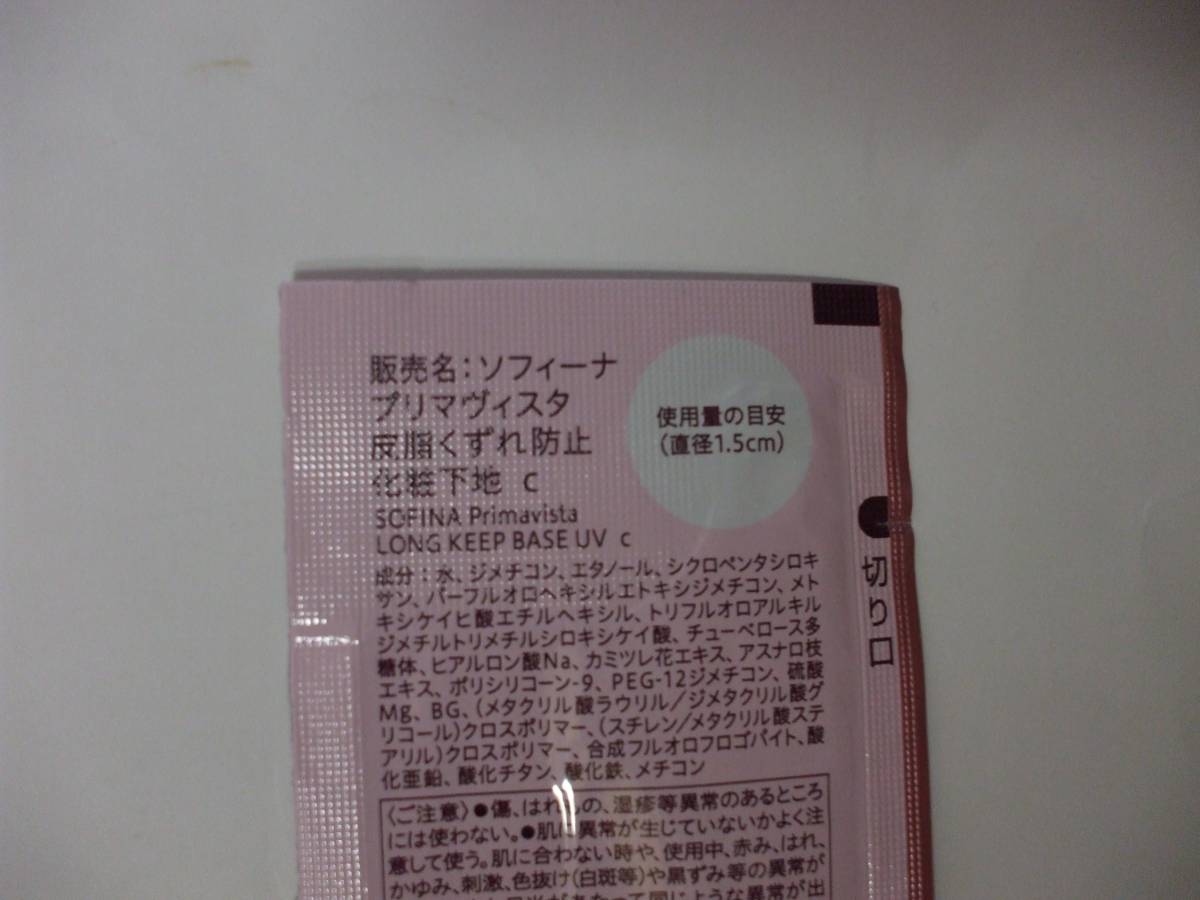 販売名：ソフィーナ
プリマヴィスタ
皮脂くずれ防止
化粧下地 c
SOFINA Primavista
LONG KEEP BASE UV c
使用量の目安
（直径1.5cm）
切り口
成分：水、ジメチコン、エタノール、シクロペンタシロキ
サン、パーフルオロヘキシルエトキシジメチコン、メト
キシケイヒ酸エチルヘキシル、トリフルオロアルキル
ジメチルトリメチルシロキシケイ酸、チューベロース多
糖体、ヒアルロン酸Na、カミツレ花エキス、アスナロ枝
エキス、ポリシリコーン-9、PEG-12ジメチコン、硫酸
Mg、BG、（メタクリル酸ラウリル／ジメタクリル酸グ
リコール）クロスポリマー、（スチレン/メタクリル酸ステ
アリル）クロスポリマー、合成フルオロフロゴパイト、酸
化亜鉛、酸化チタン、酸化鉄、メチコン
〈ご注意〉●傷、はれもの、湿疹等異常のあるところ
には使わない。●肌に異常が生じていないかよく注
意して使う。肌に合わない時や、使用中、赤み、はれ、
かゆみ、刺激、色抜け（白斑等）や黒ずみ等の異常が
同じような異常が出